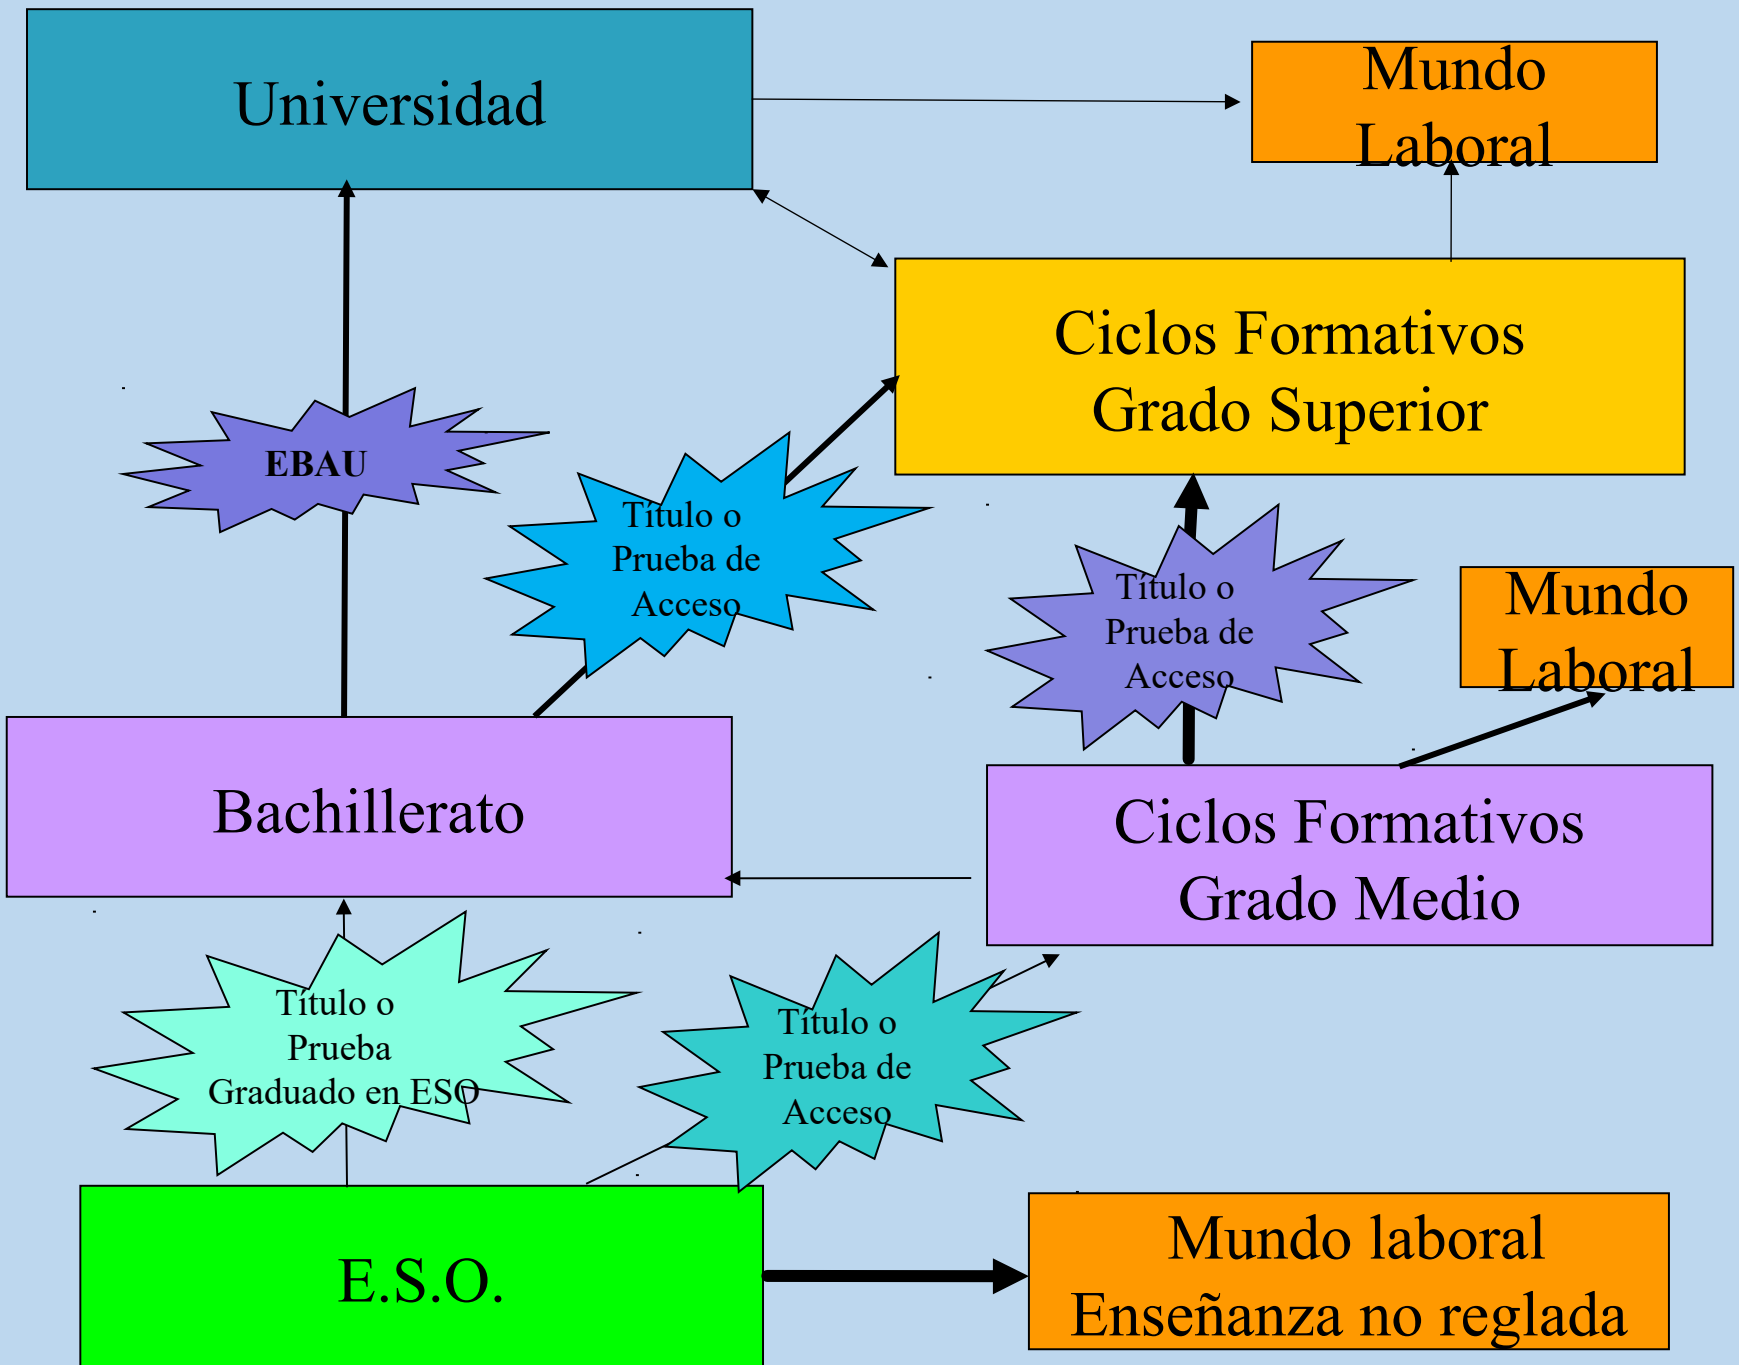 Universidad
Mundo
Laboral
Ciclos Formativos
Grado Superior
EBAU
Título o
Prueba de
Acceso
Título o
Prueba de
Acceso
Mundo
Laboral
Bachillerato
Ciclos Formativos
Grado Medio
Título o
Prueba
Graduado en ESO
Título o
Prueba de
Acceso
E.S.O.
Mundo laboral
Enseñanza no reglada